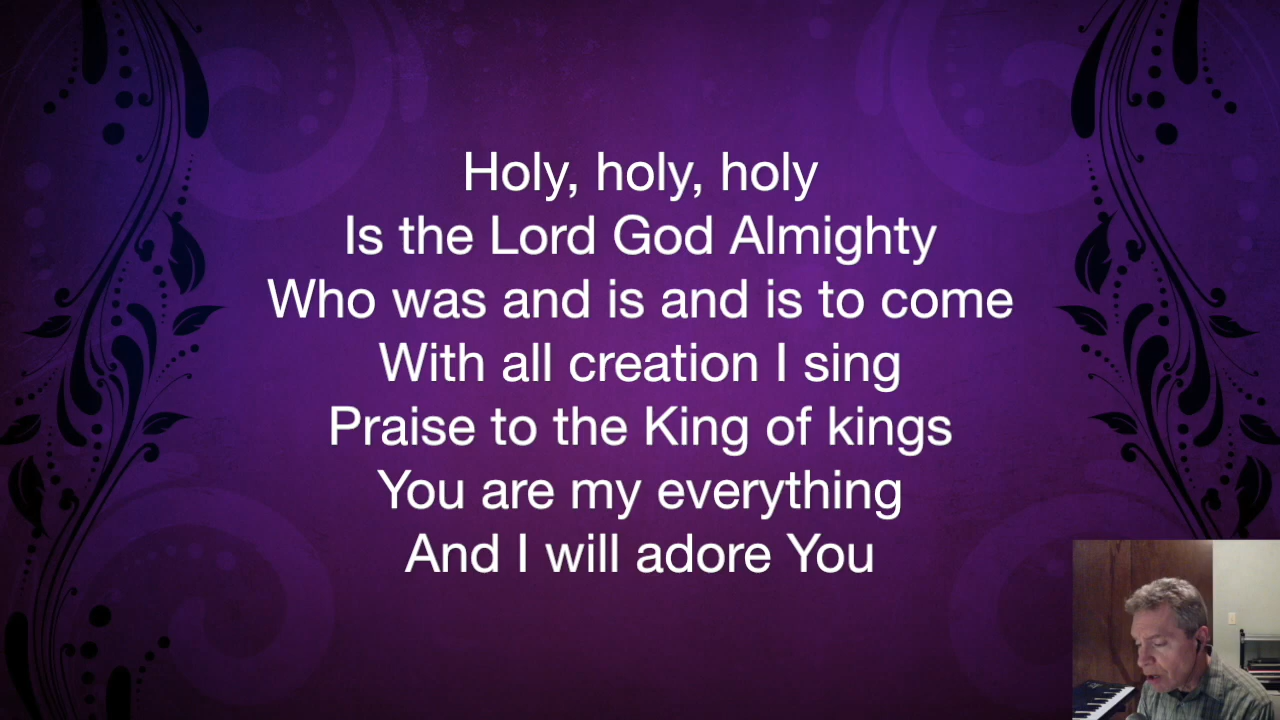 Holy, holy, holy
Is the Lord God Almighty
Who was and is and is to come
With all creation I sing
Praise to the King of kings
You are my everything
And I will adore You